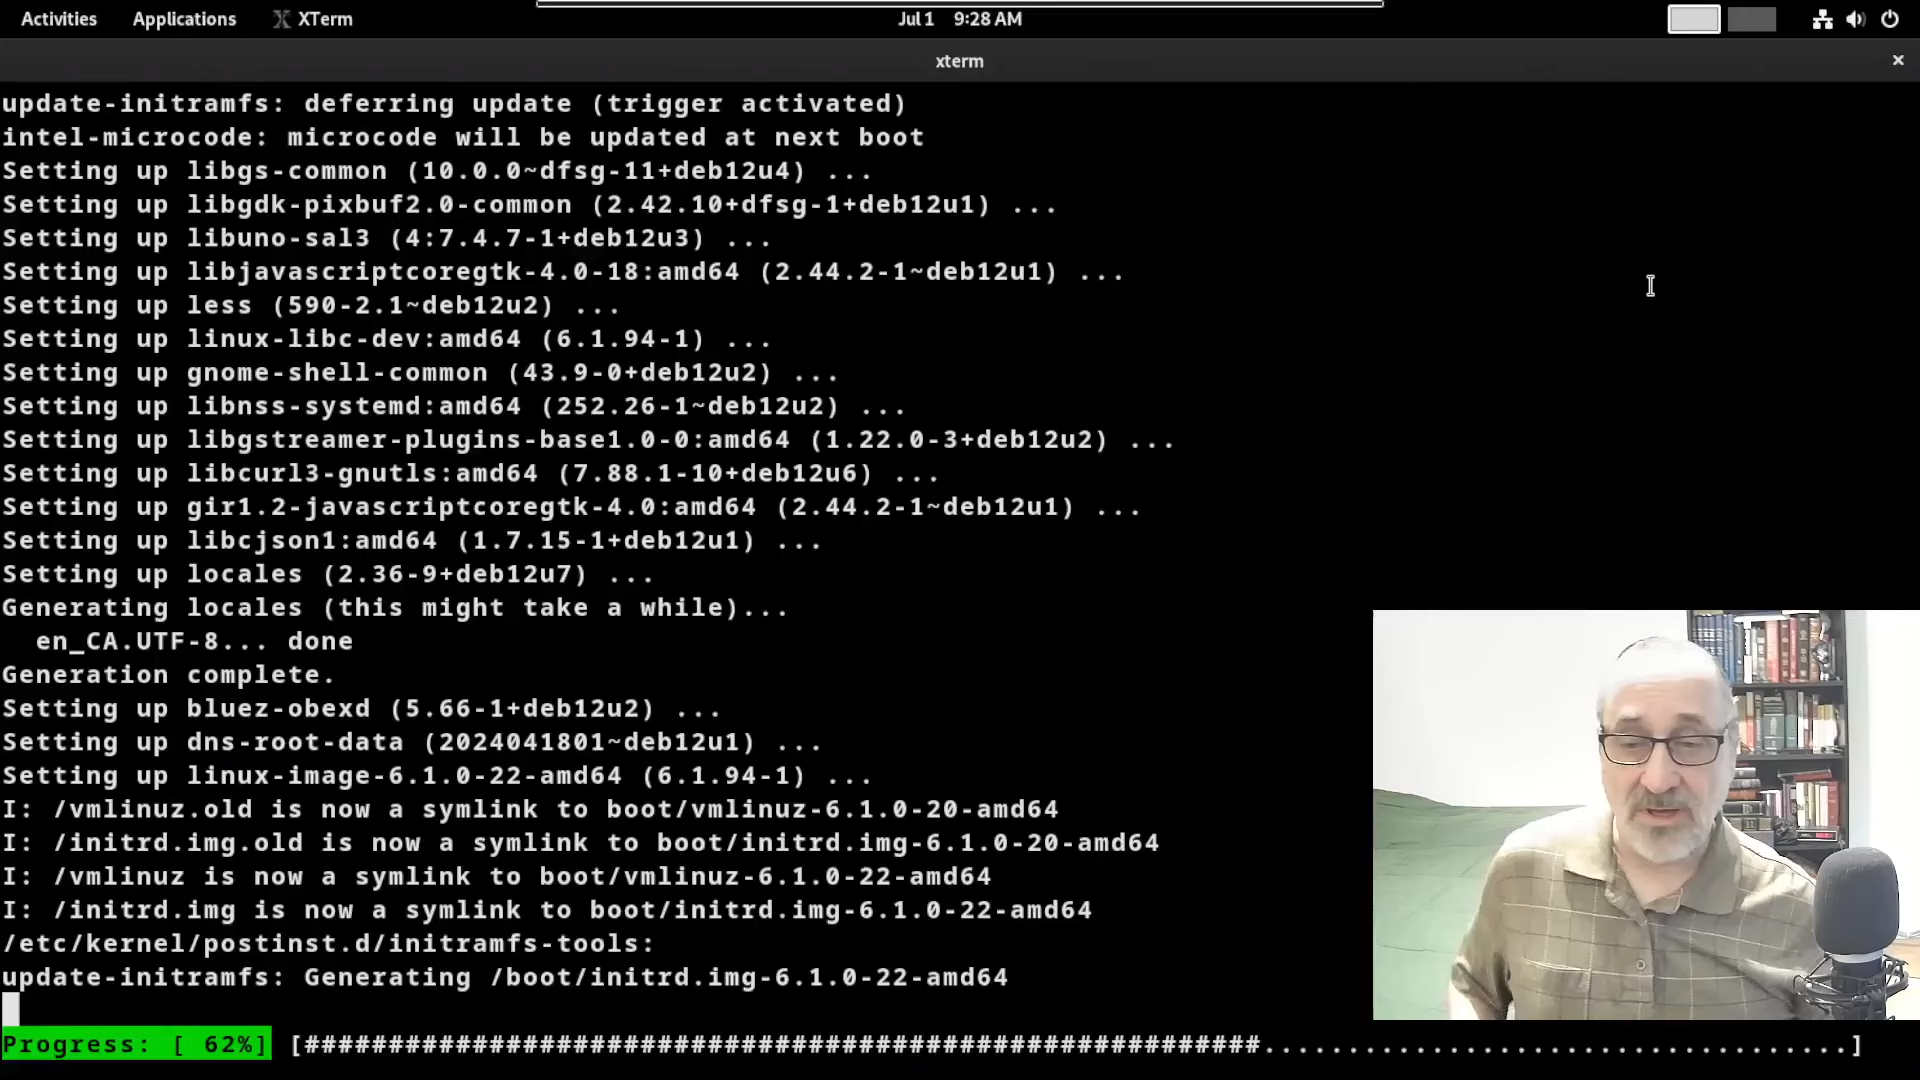 Activities Applications XTerm Jul 1 9:28 AM
xterm
update-initramfs: deferring update (trigger activated)
intel-microcode: microcode will be updated at next boot
Setting up libgs-common (10.0.0~dfsg-11+deb12u4) ...
Setting up libgdk-pixbuf2.0-common (2.42.10+dfsg-1+deb12u1) ...
Setting up libuno-sal3 (4:7.4.7-1+deb12u3) ...
Setting up libjavascriptcoregtk-4.0-18:amd64 (2.44.2-1~deb12u1) ...
Setting up less (590-2.1~deb12u2) ...
Setting up linux-libc-dev:amd64 (6.1.94-1) ...
Setting up gnome-shell-common (43.9-0+deb12u2) ...
Setting up libnss-systemd:amd64 (252.26-1~deb12u2) ...
Setting up libgstreamer-plugins-base1.0-0:amd64 (1.22.0-3+deb12u2) ...
Setting up libcurl3-gnutls:amd64 (7.88.1-10+deb12u6) ...
Setting up gir1.2-javascriptcoregtk-4.0:amd64 (2.44.2-1~deb12u1) ...
Setting up libcjson1:amd64 (1.7.15-1+deb12u1) ...
Setting up locales (2.36-9+deb12u7) ...
Generating locales (this might take a while)...
  en_CA.UTF-8... done
Generation complete.
Setting up bluez-obexd (5.66-1+deb12u2) ...
Setting up dns-root-data (2024041801~deb12u1) ...
Setting up linux-image-6.1.0-22-amd64 (6.1.94-1) ...
I: /vmlinuz.old is now a symlink to boot/vmlinuz-6.1.0-20-amd64
I: /initrd.img.old is now a symlink to boot/initrd.img-6.1.0-20-amd64
I: /vmlinuz is now a symlink to boot/vmlinuz-6.1.0-22-amd64
I: /initrd.img is now a symlink to boot/initrd.img-6.1.0-22-amd64
/etc/kernel/postinst.d/initramfs-tools:
update-initramfs: Generating /boot/initrd.img-6.1.0-22-amd64
Progress: [ 62%] [#########################################################...................................]